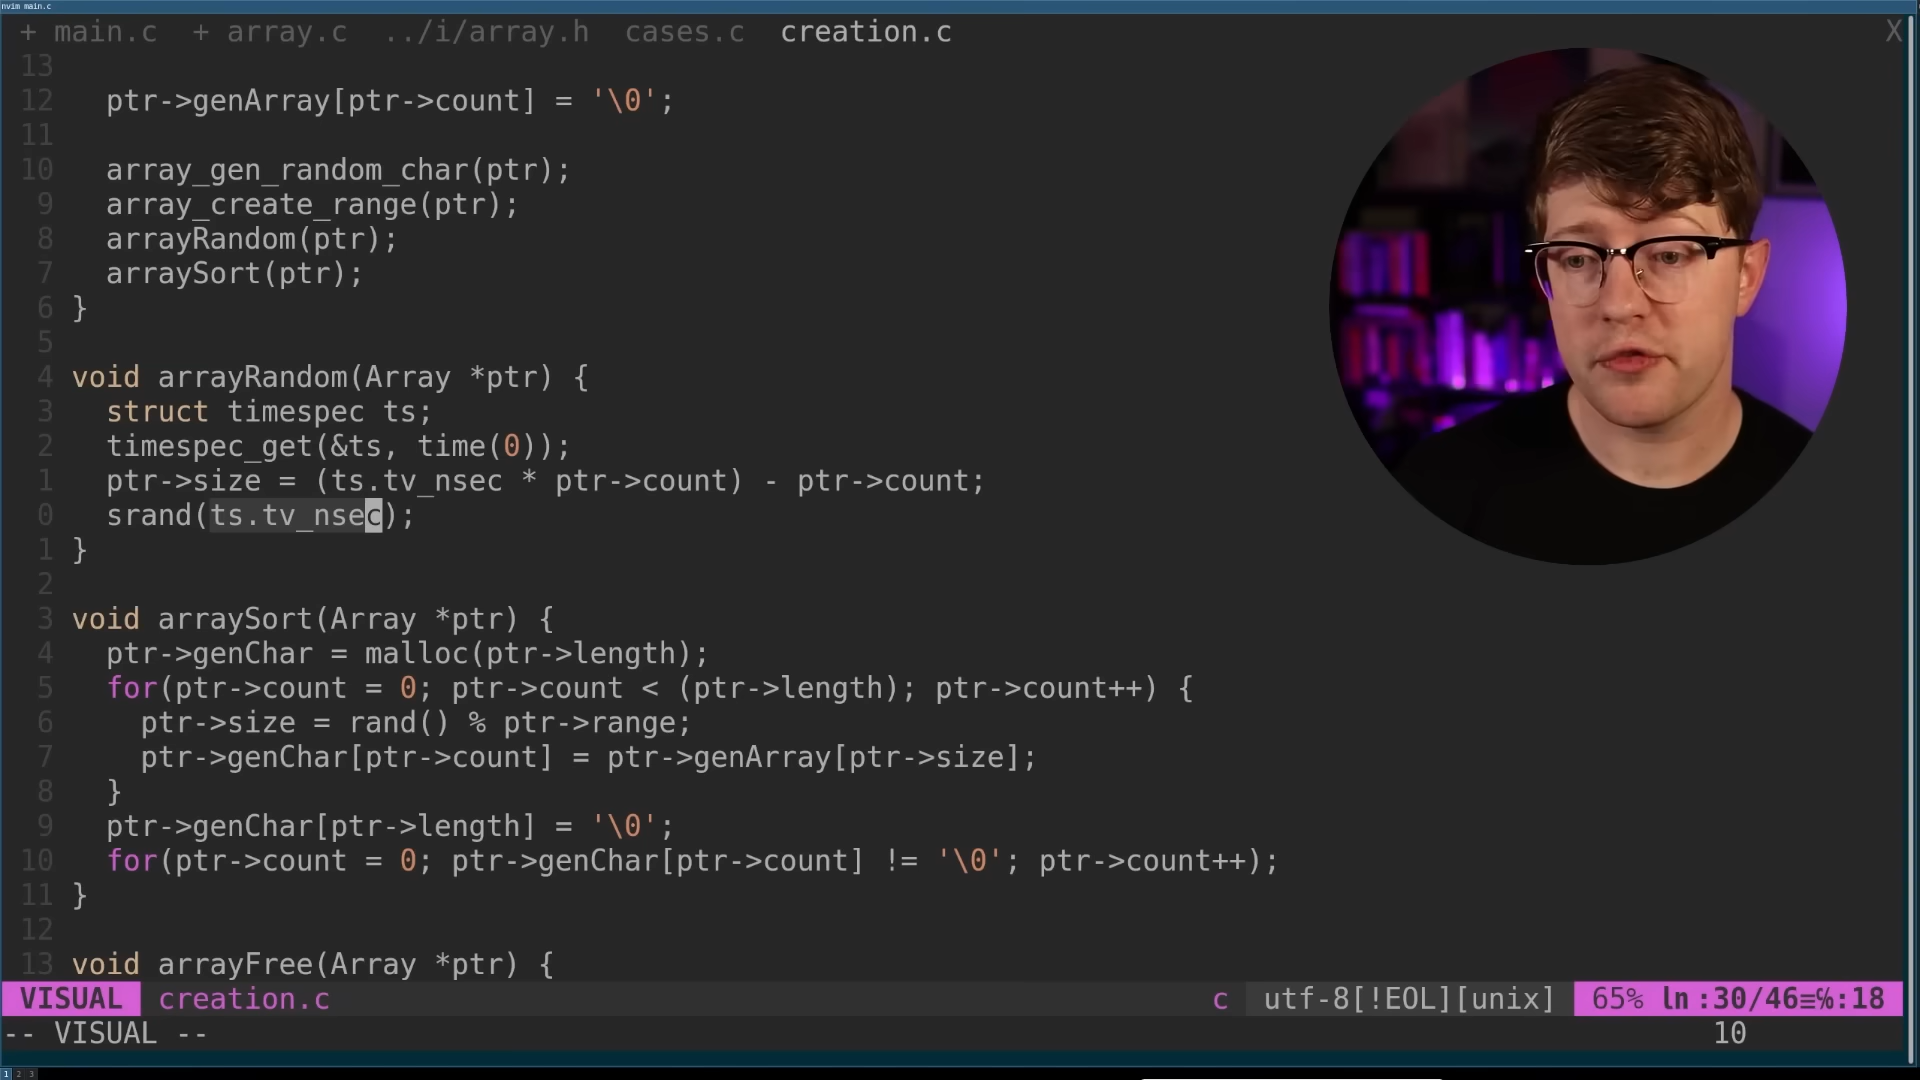 nvim main.c
+ main.c + array.c ../i/array.h cases.c creation.c X
13
12 ptr->genArray[ptr->count] = '\0';
11
10 array_gen_random_char(ptr);
9 array_create_range(ptr);
8 arrayRandom(ptr);
7 arraySort(ptr);
6 }
5
4 void arrayRandom(Array *ptr) {
3 struct timespec ts;
2 timespec_get(&ts, time(0));
1 ptr->size = (ts.tv_nsec * ptr->count) - ptr->count;
0 srand(ts.tv_nsec);
1 }
2
3 void arraySort(Array *ptr) {
4 ptr->genChar = malloc(ptr->length);
5 for(ptr->count = 0; ptr->count < (ptr->length); ptr->count++) {
6 ptr->size = rand() % ptr->range;
7 ptr->genChar[ptr->count] = ptr->genArray[ptr->size];
8 }
9 ptr->genChar[ptr->length] = '\0';
10 for(ptr->count = 0; ptr->genChar[ptr->count] != '\0'; ptr->count++);
11 }
12
13 void arrayFree(Array *ptr) {
VISUAL creation.c c utf-8[!EOL][unix] 65% ln :30/46≡℅:18
-- VISUAL -- 10
1 2 3